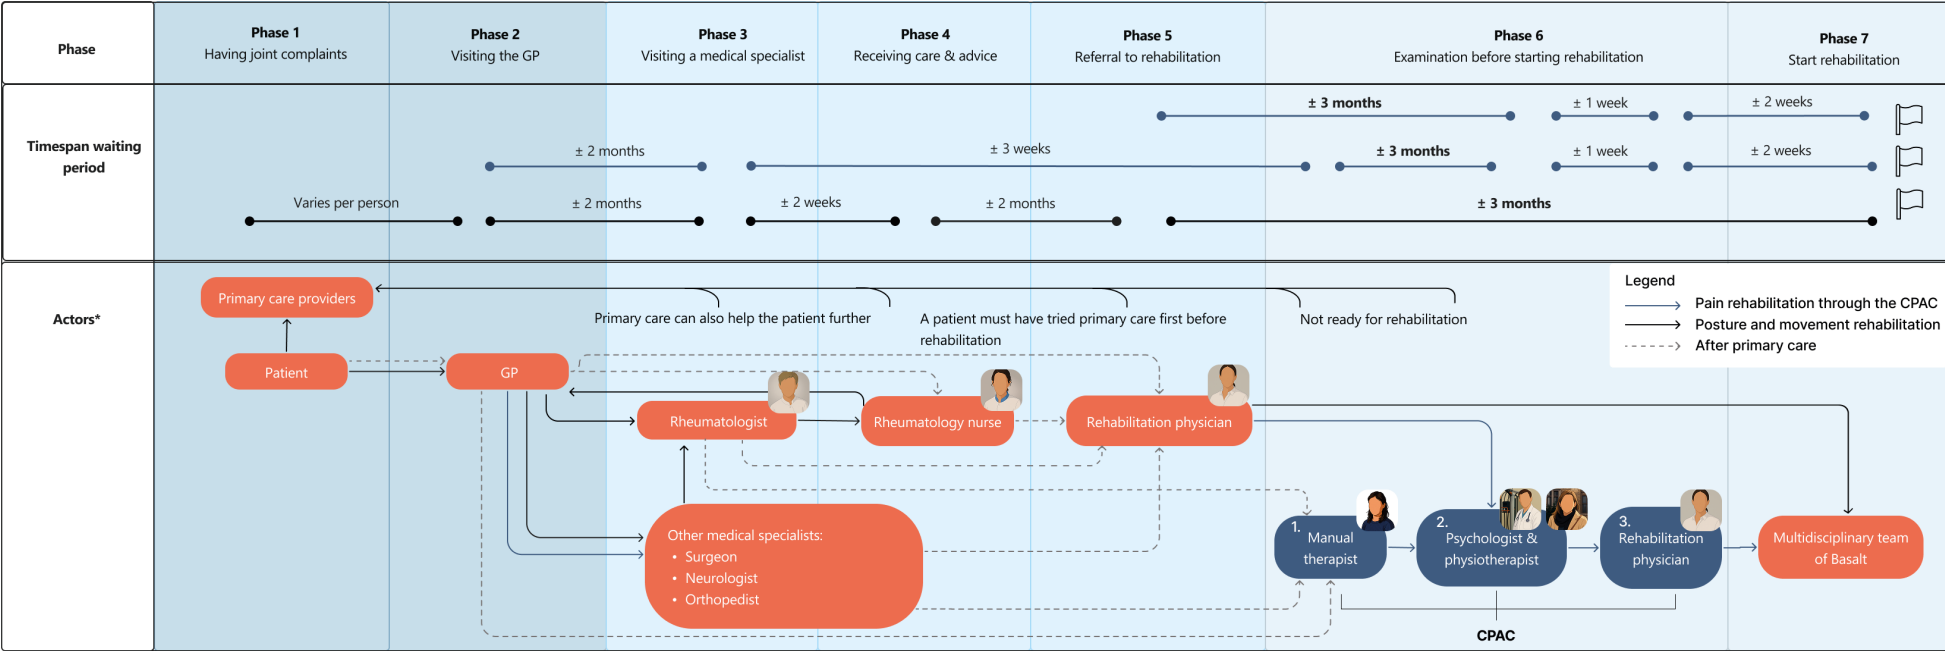 Phase
Phase 1
Having joint complaints
Phase 2
Visiting the GP
Phase 3
Visiting a medical specialist
Phase 4
Receiving care & advice
Phase 5
Referral to rehabilitation
Phase 6
Examination before starting rehabilitation
Phase 7
Start rehabilitation
Timespan waiting
period
± 3 months
± 1 week
± 2 weeks
± 2 months
± 3 weeks
± 3 months
± 1 week
± 2 weeks
Varies per person
± 2 months
± 2 weeks
± 2 months
± 3 months
Actors*
Primary care providers
Primary care can also help the patient further
A patient must have tried primary care first before
rehabilitation
Not ready for rehabilitation
Legend
Pain rehabilitation through the CPAC
Posture and movement rehabilitation
After primary care
Patient
GP
Rheumatologist
Rheumatology nurse
Rehabilitation physician
Other medical specialists:
• Surgeon
• Neurologist
• Orthopedist
1.
Manual
therapist
2.
Psychologist &
physiotherapist
3.
Rehabilitation
physician
Multidisciplinary team
of Basalt
CPAC